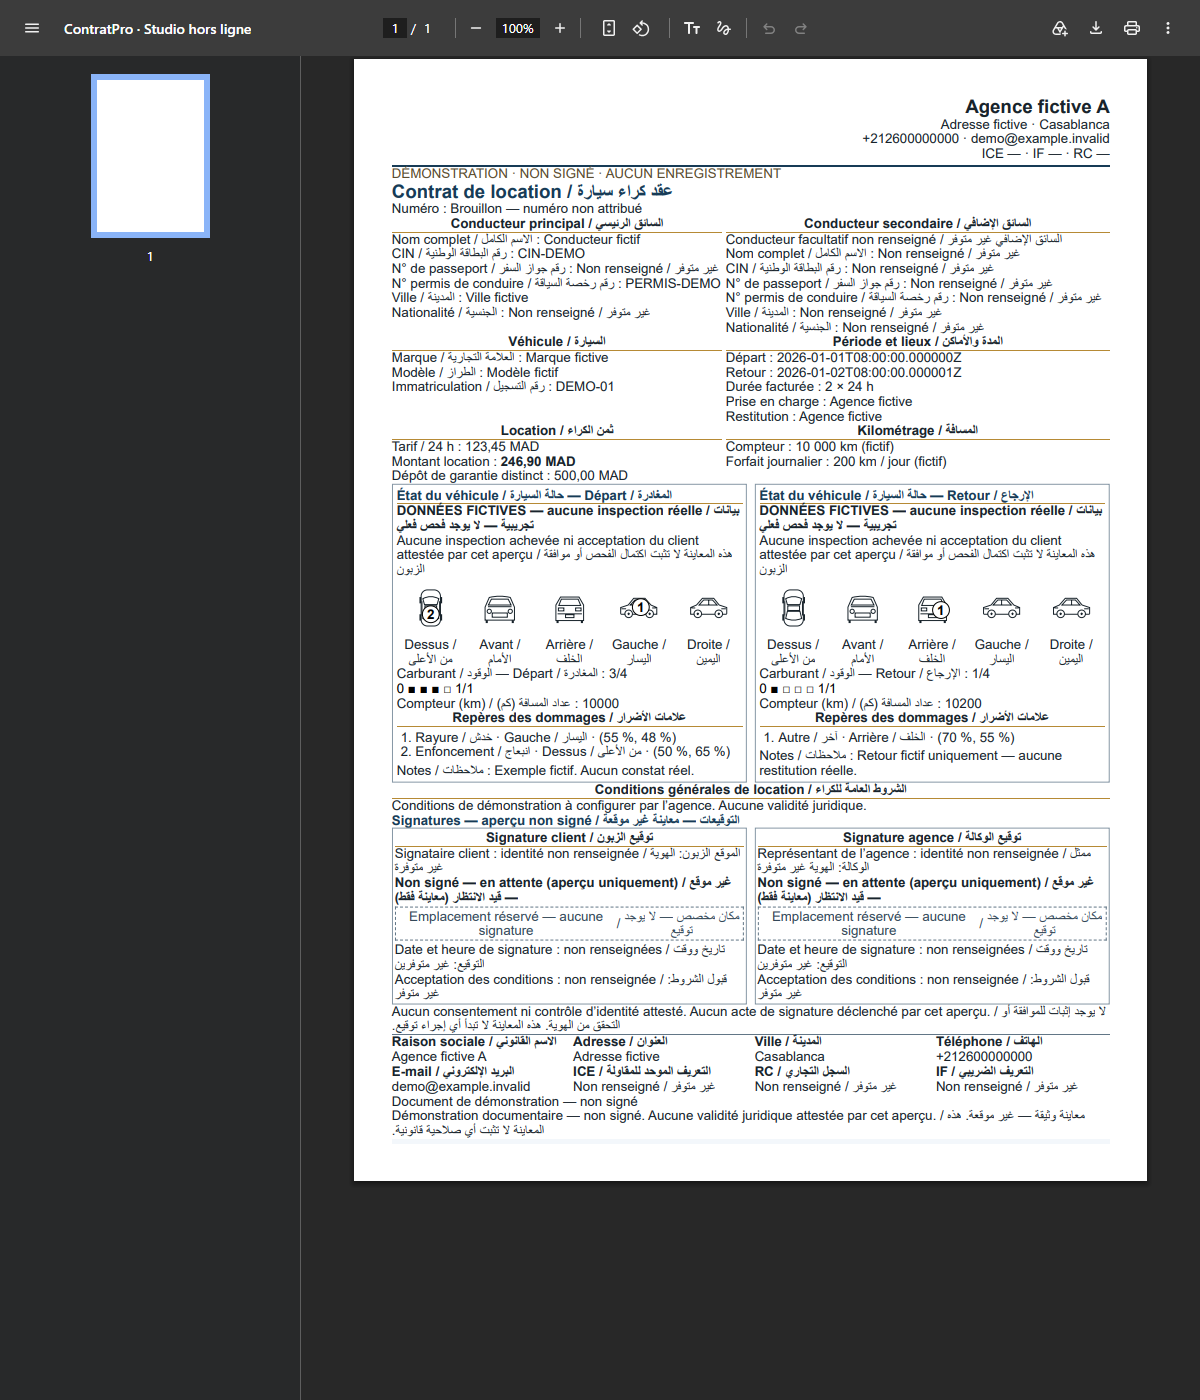 ContratPro · Studio hors ligne
1 / 1
100%
1
Agence fictive A
Adresse fictive · Casablanca
+212600000000 · demo@example.invalid
ICE — · IF — · RC —
DÉMONSTRATION · NON SIGNÉ · AUCUN ENREGISTREMENT
Contrat de location / عقد كراء سيارة
Numéro : Brouillon — numéro non attribué
Conducteur principal / السائق الرئيسي
Nom complet / الاسم الكامل : Conducteur fictif
CIN / رقم البطاقة الوطنية : CIN-DEMO
N° de passeport / رقم جواز السفر : Non renseigné / غير متوفر
N° permis de conduire / رقم رخصة السياقة : PERMIS-DEMO
Ville / المدينة : Ville fictive
Nationalité / الجنسية : Non renseigné / غير متوفر
Conducteur secondaire / السائق الإضافي
Conducteur facultatif non renseigné / السائق الإضافي غير متوفر
Nom complet / الاسم الكامل : Non renseigné / غير متوفر
CIN / رقم البطاقة الوطنية : Non renseigné / غير متوفر
N° de passeport / رقم جواز السفر : Non renseigné / غير متوفر
N° permis de conduire / رقم رخصة السياقة : Non renseigné / غير متوفر
Ville / المدينة : Non renseigné / غير متوفر
Nationalité / الجنسية : Non renseigné / غير متوفر
Véhicule / السيارة
Marque / العلامة التجارية : Marque fictive
Modèle / الطراز : Modèle fictif
Immatriculation / رقم التسجيل : DEMO-01
Période et lieux / المدة والأماكن
Départ : 2026-01-01T08:00:00.000000Z
Retour : 2026-01-02T08:00:00.000001Z
Durée facturée : 2 × 24 h
Prise en charge : Agence fictive
Restitution : Agence fictive
Location / ثمن الكراء
Tarif / 24 h : 123,45 MAD
Montant location : 246,90 MAD
Dépôt de garantie distinct : 500,00 MAD
Kilométrage / المسافة
Compteur : 10 000 km (fictif)
Forfait journalier : 200 km / jour (fictif)
État du véhicule / حالة السيارة — Départ / المغادرة
DONNÉES FICTIVES — aucune inspection réelle / بيانات
تجريبية — لا يوجد فحص فعلي
Aucune inspection achevée ni acceptation du client
attestée par cet aperçu / هذه المعاينة لا تثبت اكتمال الفحص أو موافقة
الزبون
2
1
Dessus / Avant / Arrière / Gauche / Droite /
من الأعلى الأمام الخلف اليسار اليمين
Carburant / الوقود — Départ / المغادرة : 3/4
0 ■ ■ ■ □ 1/1
Compteur (km) / عداد المسافة (كم) : 10000
Repères des dommages / علامات الأضرار
1. Rayure / خدش · Gauche / اليسار · (55 %, 48 %)
2. Enfoncement / انبعاج · Dessus / من الأعلى · (50 %, 65 %)
Notes / ملاحظات : Exemple fictif. Aucun constat réel.
État du véhicule / حالة السيارة — Retour / الإرجاع
DONNÉES FICTIVES — aucune inspection réelle / بيانات
تجريبية — لا يوجد فحص فعلي
Aucune inspection achevée ni acceptation du client
attestée par cet aperçu / هذه المعاينة لا تثبت اكتمال الفحص أو موافقة
الزبون
1
Dessus / Avant / Arrière / Gauche / Droite /
من الأعلى الأمام الخلف اليسار اليمين
Carburant / الوقود — Retour / الإرجاع : 1/4
0 ■ □ □ □ 1/1
Compteur (km) / عداد المسافة (كم) : 10200
Repères des dommages / علامات الأضرار
1. Autre / آخر · Arrière / الخلف · (70 %, 55 %)
Notes / ملاحظات : Retour fictif uniquement — aucune
restitution réelle.
Conditions générales de location / الشروط العامة للكراء
Conditions de démonstration à configurer par l’agence. Aucune validité juridique.
Signatures — aperçu non signé / التوقيعات — معاينة غير موقعة
Signature client / توقيع الزبون
Signataire client : identité non renseignée / الموقع الزبون: الهوية
غير متوفرة
Non signé — en attente (aperçu uniquement) / غير موقع
— قيد الانتظار (معاينة فقط)
Emplacement réservé — aucune signature / مكان مخصص — لا يوجد توقيع
Date et heure de signature : non renseignées / تاريخ ووقت
التوقيع: غير متوفرين
Acceptation des conditions : non renseignée / قبول الشروط:
غير متوفر
Signature agence / توقيع الوكالة
Représentant de l’agence : identité non renseignée / ممثل
الوكالة: الهوية غير متوفرة
Non signé — en attente (aperçu uniquement) / غير موقع
— قيد الانتظار (معاينة فقط)
Emplacement réservé — aucune signature / مكان مخصص — لا يوجد توقيع
Date et heure de signature : non renseignées / تاريخ ووقت
التوقيع: غير متوفرين
Acceptation des conditions : non renseignée / قبول الشروط:
غير متوفر
Aucun consentement ni contrôle d’identité attesté. Aucun acte de signature déclenché par cet aperçu. / لا يوجد إثبات للموافقة أو
التحقق من الهوية. هذه المعاينة لا تبدأ أي إجراء توقيع.
Raison sociale / الاسم القانوني Adresse / العنوان Ville / المدينة Téléphone / الهاتف
Agence fictive A Adresse fictive Casablanca +212600000000
E-mail / البريد الإلكتروني ICE / التعريف الموحد للمقاولة RC / السجل التجاري IF / التعريف الضريبي
demo@example.invalid Non renseigné / غير متوفر Non renseigné / غير متوفر Non renseigné / غير متوفر
Document de démonstration — non signé
Démonstration documentaire — non signé. Aucune validité juridique attestée par cet aperçu. / معاينة وثيقة — غير موقعة. هذه
المعاينة لا تثبت أي صلاحية قانونية.